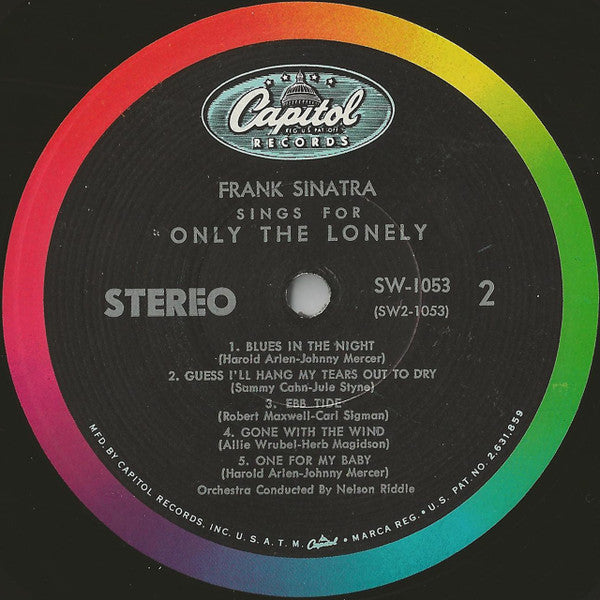 Capitol
REG. U.S. PAT. OFF.
RECORDS
FRANK SINATRA
SINGS FOR
ONLY THE LONELY
STEREO
SW-1053
(SW2-1053)
2
1. BLUES IN THE NIGHT
(Harold Arlen-Johnny Mercer)
2. GUESS I'LL HANG MY TEARS OUT TO DRY
(Sammy Cahn-Jule Styne)
3. EBB TIDE
(Robert Maxwell-Carl Sigman)
4. GONE WITH THE WIND
(Allie Wrubel-Herb Magidson)
5. ONE FOR MY BABY
(Harold Arlen-Johnny Mercer)
Orchestra Conducted By Nelson Riddle
MFD. BY CAPITOL RECORDS, INC. U.S.A. T.M. Capitol • MARCA REG. • U.S. PAT. NO. 2,631,859